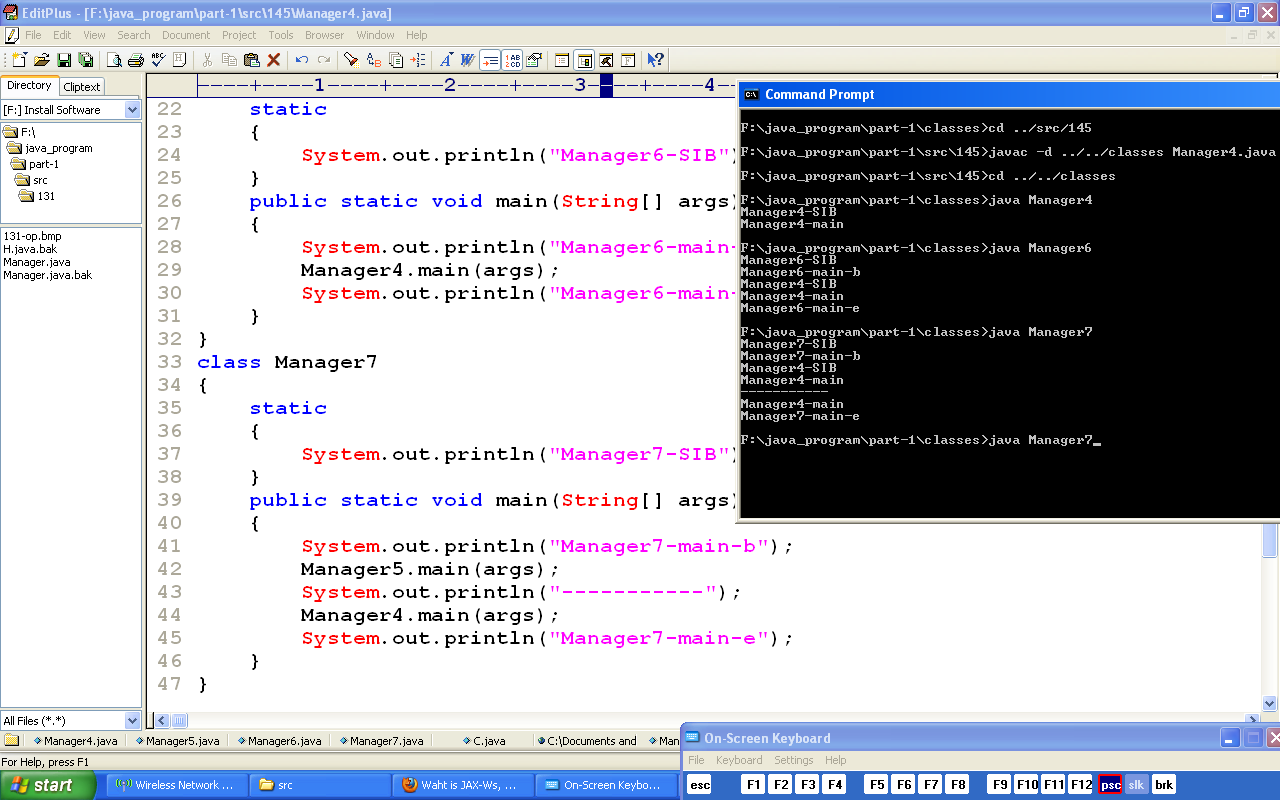 EditPlus - [F:\java_program\part-1\src\145\Manager4.java]
File Edit View Search Document Project Tools Browser Window Help
Directory Cliptext
[F:] Install Software
F:\
java_program
part-1
src
131
131-op.bmp
H.java.bak
Manager.java
Manager.java.bak
All Files (*.*)
----+----1----+----2----+----3----+----4----
22 static
23 {
24 System.out.println("Manager6-SIB")
25 }
26 public static void main(String[] args)
27 {
28 System.out.println("Manager6-main-
29 Manager4.main(args);
30 System.out.println("Manager6-main-
31 }
32 }
33 class Manager7
34 {
35 static
36 {
37 System.out.println("Manager7-SIB")
38 }
39 public static void main(String[] args)
40 {
41 System.out.println("Manager7-main-b");
42 Manager5.main(args);
43 System.out.println("-----------");
44 Manager4.main(args);
45 System.out.println("Manager7-main-e");
46 }
47 }
Command Prompt
F:\java_program\part-1\classes>cd ../src/145
F:\java_program\part-1\src\145>javac -d ../../classes Manager4.java
F:\java_program\part-1\src\145>cd ../../classes
F:\java_program\part-1\classes>java Manager4
Manager4-SIB
Manager4-main
F:\java_program\part-1\classes>java Manager6
Manager6-SIB
Manager6-main-b
Manager4-SIB
Manager4-main
Manager6-main-e
F:\java_program\part-1\classes>java Manager7
Manager7-SIB
Manager7-main-b
Manager4-SIB
Manager4-main
-----------
Manager4-main
Manager7-main-e
F:\java_program\part-1\classes>java Manager7_
Manager4.java Manager5.java Manager6.java Manager7.java C.java C:\Documents and Man
For Help, press F1
On-Screen Keyboard
File Keyboard Settings Help
esc F1 F2 F3 F4 F5 F6 F7 F8 F9 F10 F11 F12 psc slk brk
start Wireless Network ... src Waht is JAX-Ws, ... On-Screen Keybo...